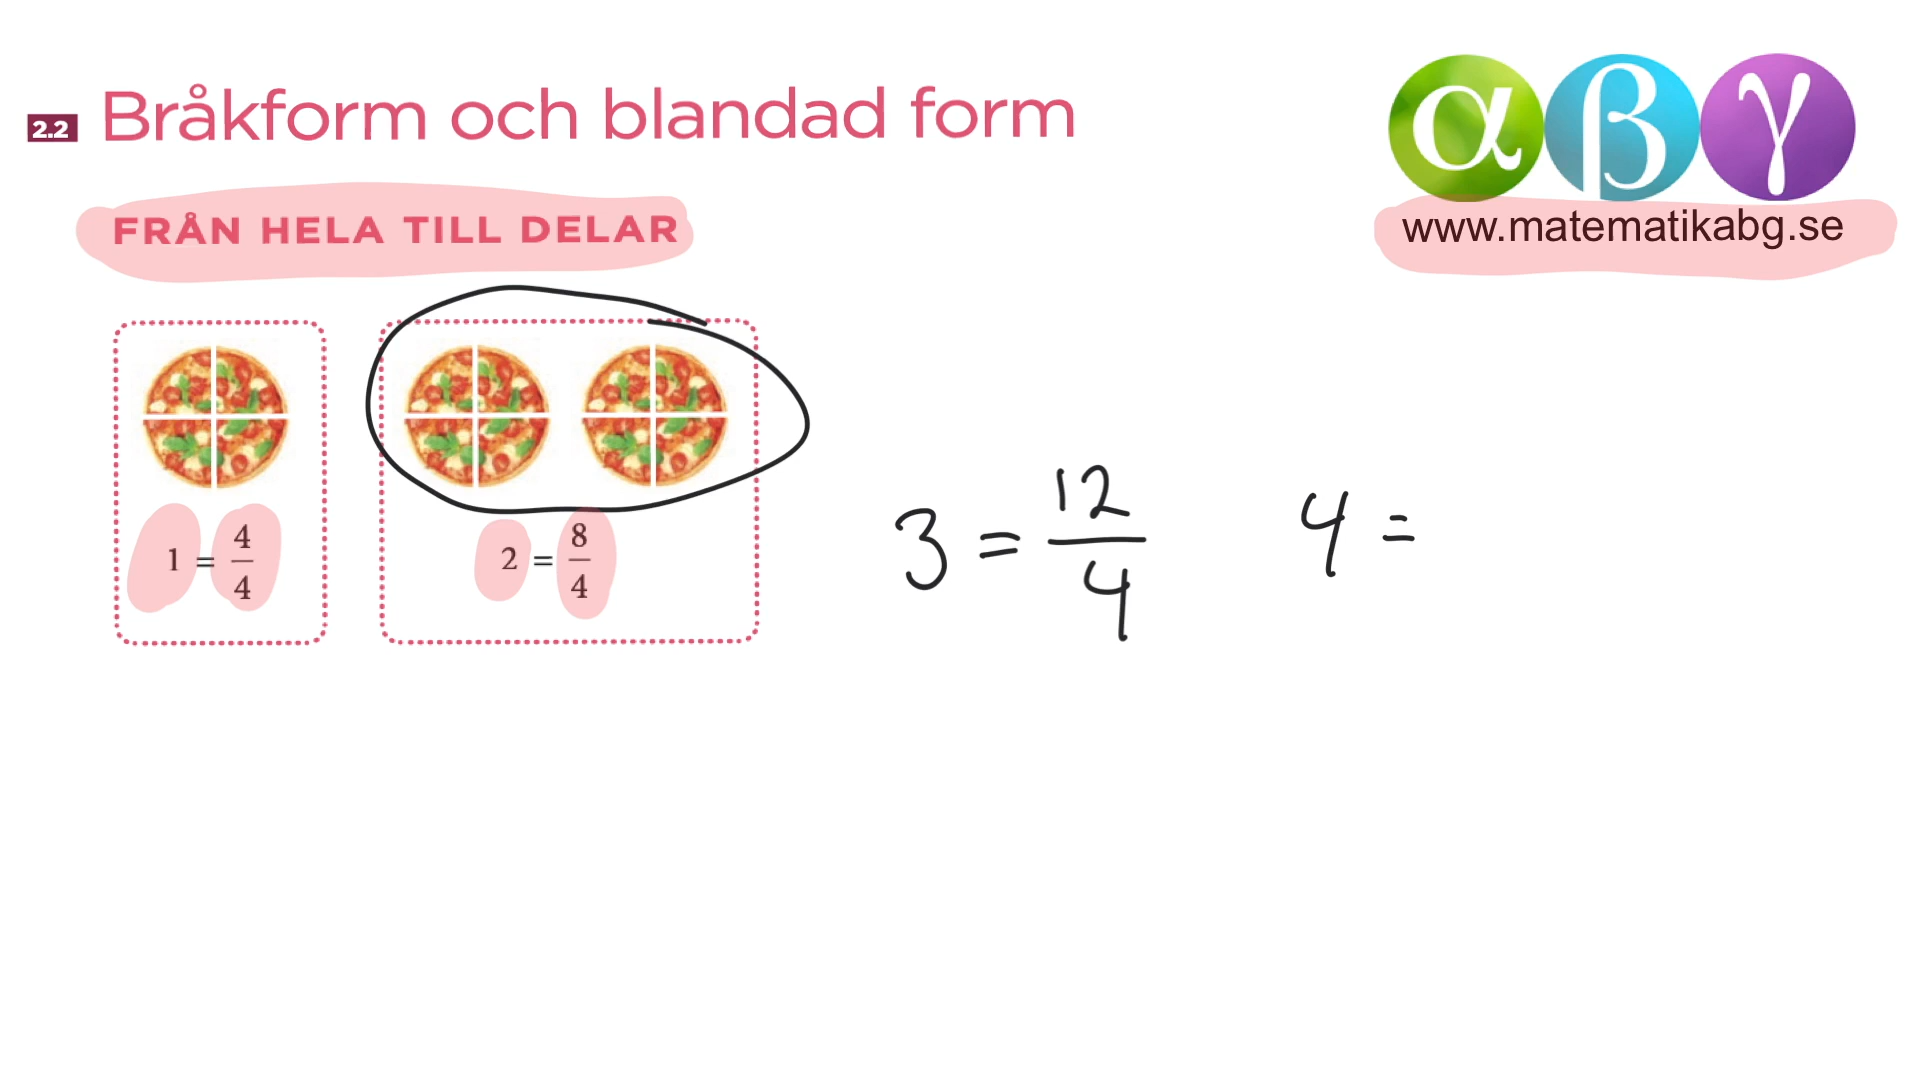 2.2 Bråkform och blandad form
αβγ
www.matematikabg.se
FRÅN HELA TILL DELAR
1 = 4/4
2 = 8/4
3 = 12/4
4 =